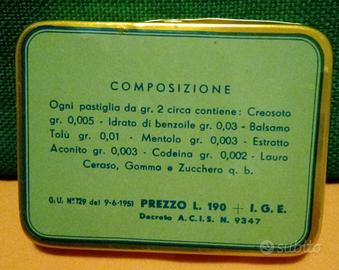 COMPOSIZIONE
Ogni pastiglia da gr. 2 circa contiene: Creosoto
gr. 0,005 - Idrato di benzoile gr. 0,03 - Balsamo
Tolù gr. 0,01 - Mentolo gr. 0,003 - Estratto
Aconito gr. 0,003 - Codeina gr. 0,002 - Lauro
Ceraso, Gomma e Zucchero q. b.
G.U. N° 129 del 9-6-1951 PREZZO L. 190 + I.G.E.
Decreto A.C.I.S. N. 9347
subito